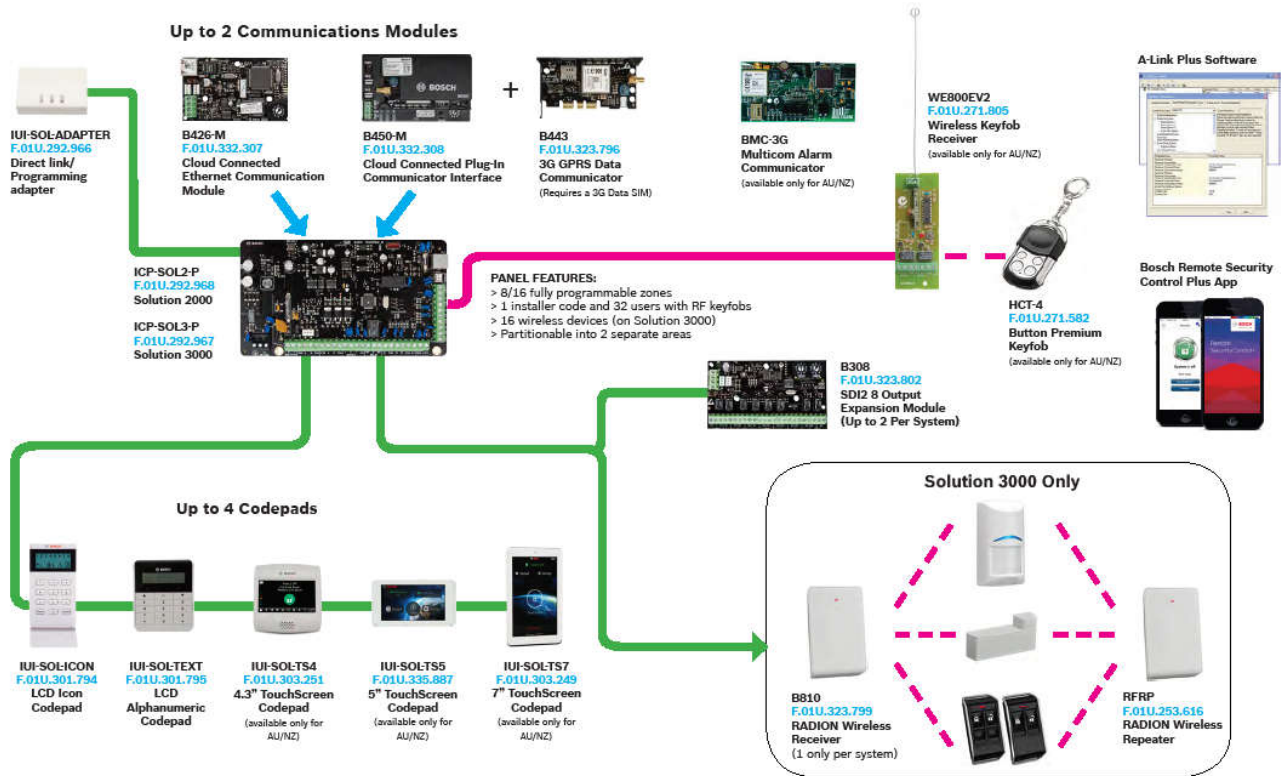 Up to 2 Communications Modules
IUI-SOL-ADAPTER
F.01U.292.966
Direct link/
Programming
adapter
B426-M
F.01U.332.307
Cloud Connected
Ethernet Communication
Module
BOSCH
B450-M
F.01U.332.308
Cloud Connected Plug-In
Communicator Interface
+
B443
F.01U.323.796
3G GPRS Data
Communicator
(Requires a 3G Data SIM)
BMC-3G
Multicom Alarm
Communicator
(available only for AU/NZ)
WE800EV2
F.01U.271.805
Wireless Keyfob
Receiver
(available only for AU/NZ)
A-Link Plus Software
ICP-SOL2-P
F.01U.292.968
Solution 2000
ICP-SOL3-P
F.01U.292.967
Solution 3000
PANEL FEATURES:
> 8/16 fully programmable zones
> 1 installer code and 32 users with RF keyfobs
> 16 wireless devices (on Solution 3000)
> Partitionable into 2 separate areas
HCT-4
F.01U.271.582
Button Premium
Keyfob
(available only for AU/NZ)
Bosch Remote Security
Control Plus App
B308
F.01U.323.802
SDI2 8 Output
Expansion Module
(Up to 2 Per System)
Up to 4 Codepads
IUI-SOL-ICON
F.01U.301.794
LCD Icon
Codepad
IUI-SOL-TEXT
F.01U.301.795
LCD
Alphanumeric
Codepad
IUI-SOL-TS4
F.01U.303.251
4.3” TouchScreen
Codepad
(available only for
AU/NZ)
IUI-SOL-TS5
F.01U.335.887
5” TouchScreen
Codepad
(available only for
AU/NZ)
IUI-SOL-TS7
F.01U.303.249
7” TouchScreen
Codepad
(available only for
AU/NZ)
Solution 3000 Only
B810
F.01U.323.799
RADION Wireless
Receiver
(1 only per system)
RFRP
F.01U.253.616
RADION Wireless
Repeater